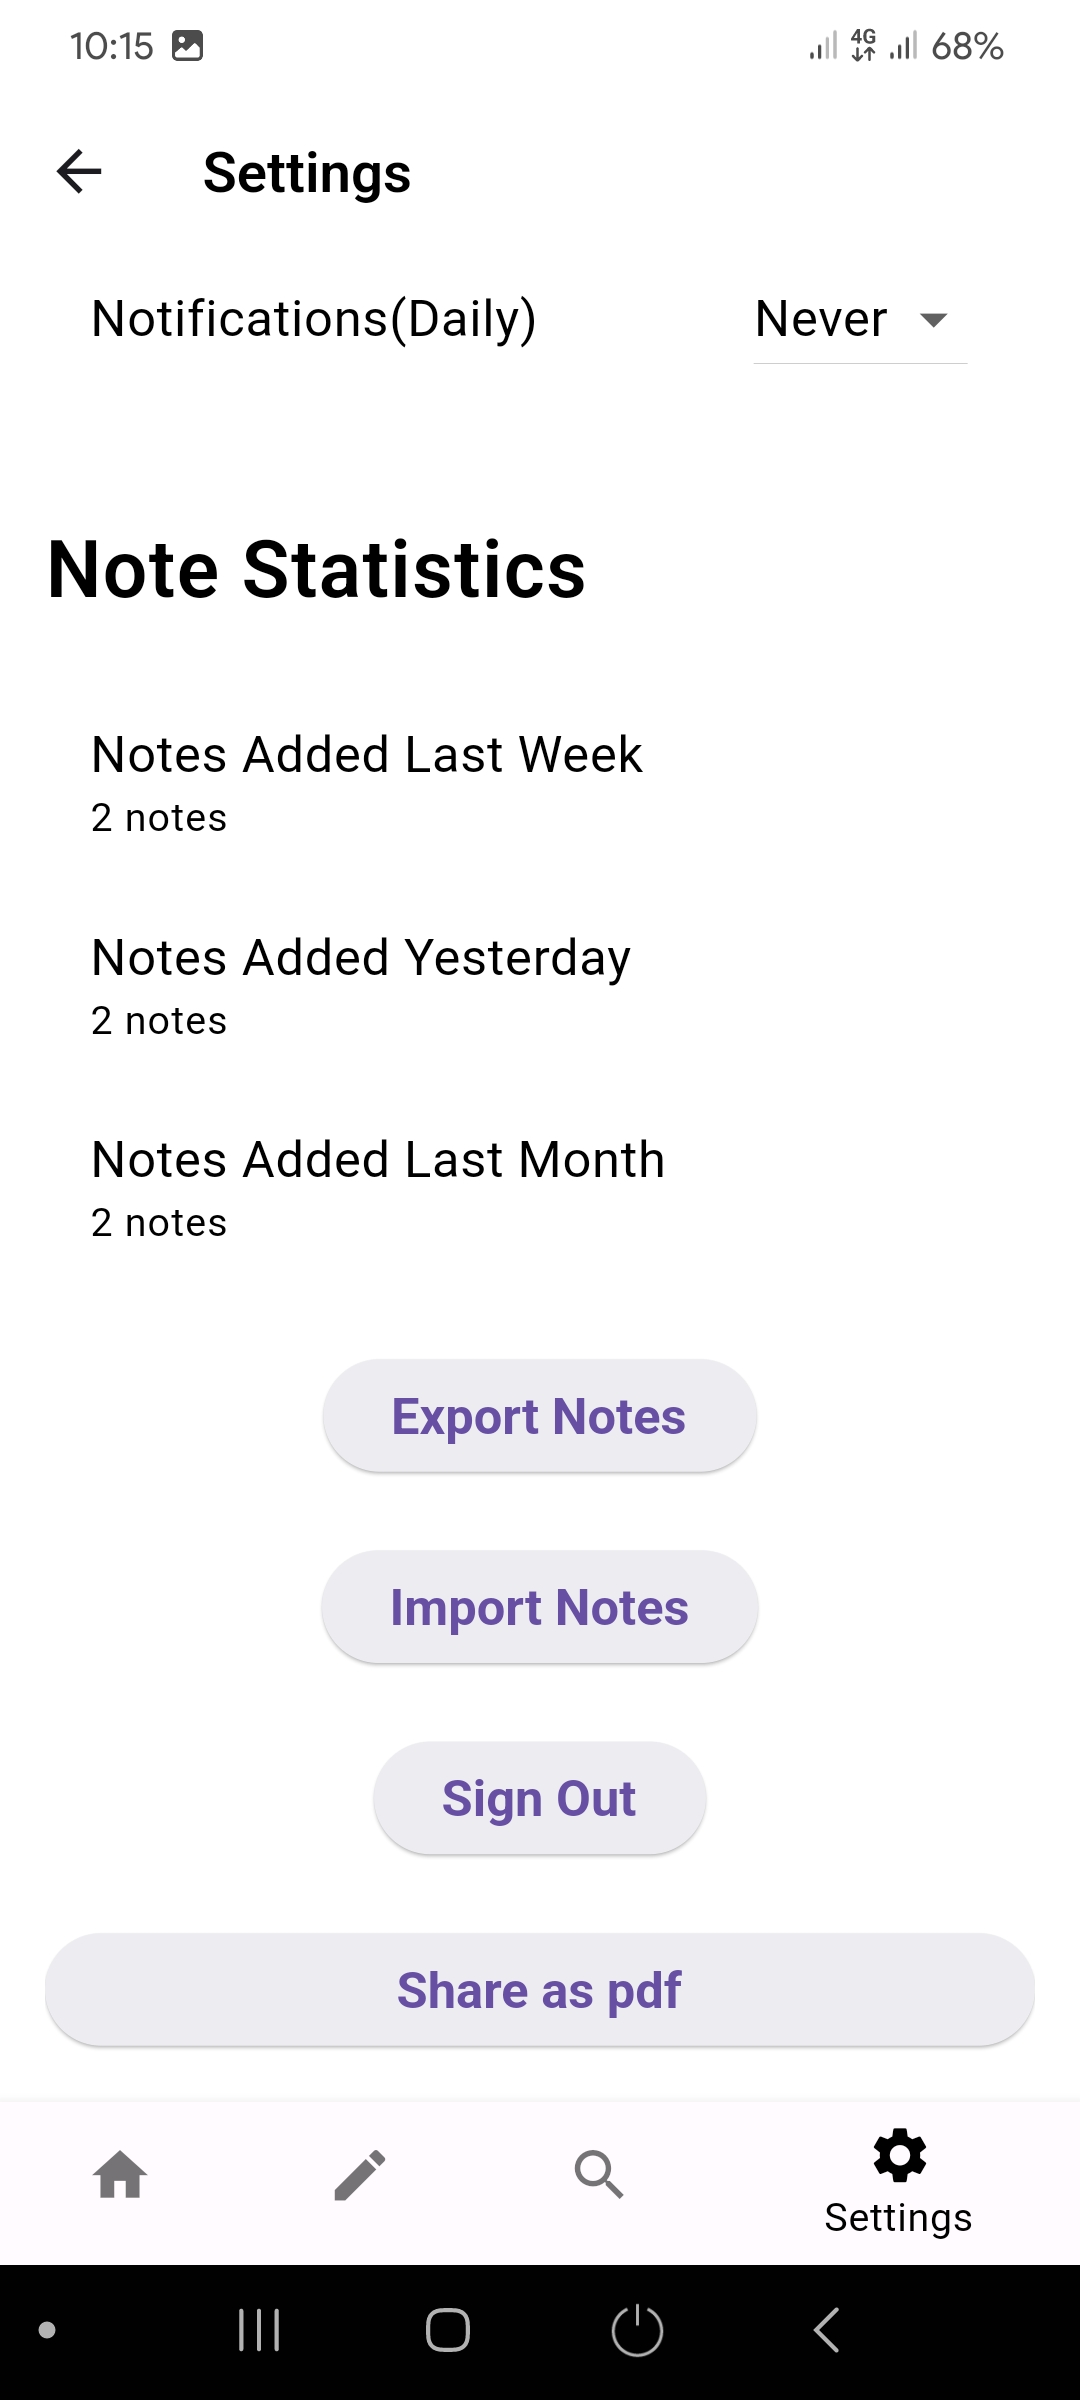 10:15
4G
68%
Settings
Notifications(Daily)
Never
Note Statistics
Notes Added Last Week
2 notes
Notes Added Yesterday
2 notes
Notes Added Last Month
2 notes
Export Notes
Import Notes
Sign Out
Share as pdf
Settings